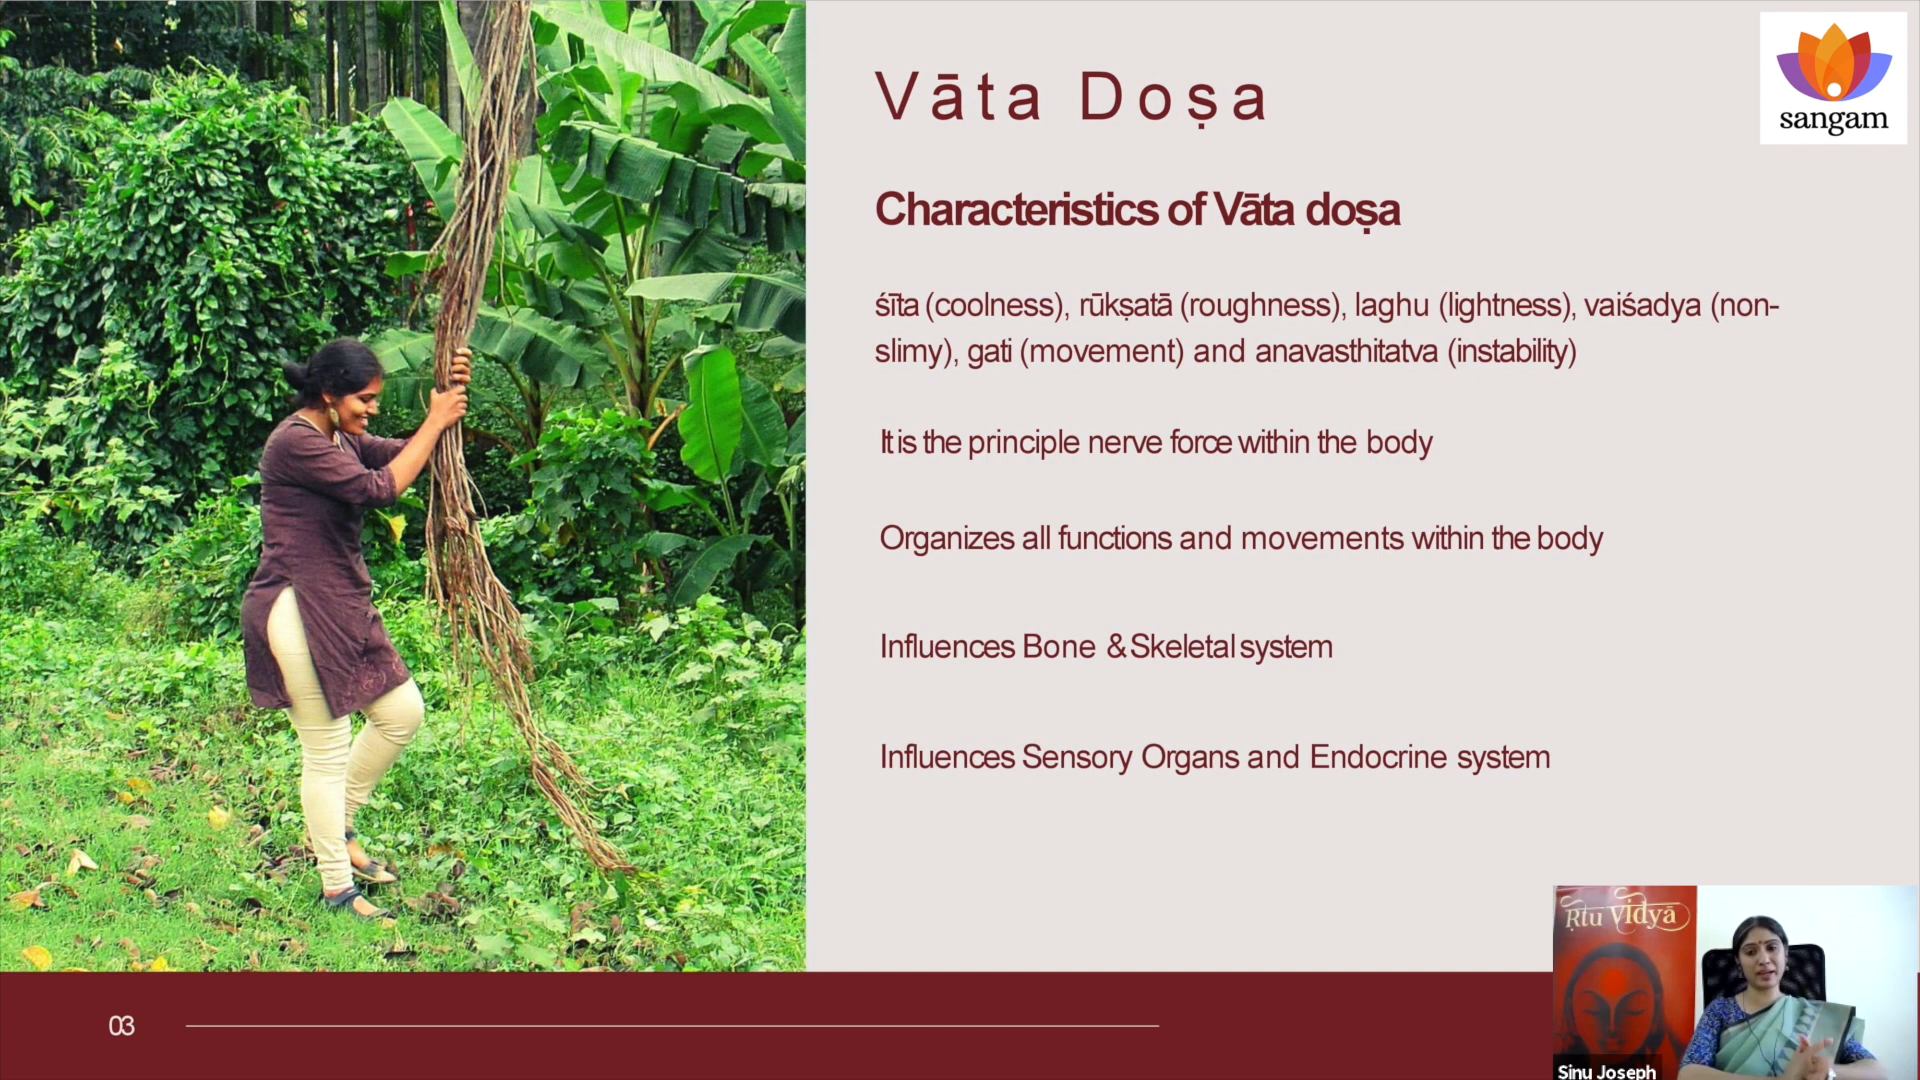 Vāta Doṣa
sangam
Characteristics of Vāta doṣa
śīta (coolness), rūkṣatā (roughness), laghu (lightness), vaiśadya (non-
slimy), gati (movement) and anavasthitatva (instability)
It is the principle nerve force within the body
Organizes all functions and movements within the body
Influences Bone & Skeletal system
Influences Sensory Organs and Endocrine system
Ṛtu Vidyā
03
Sinu Joseph